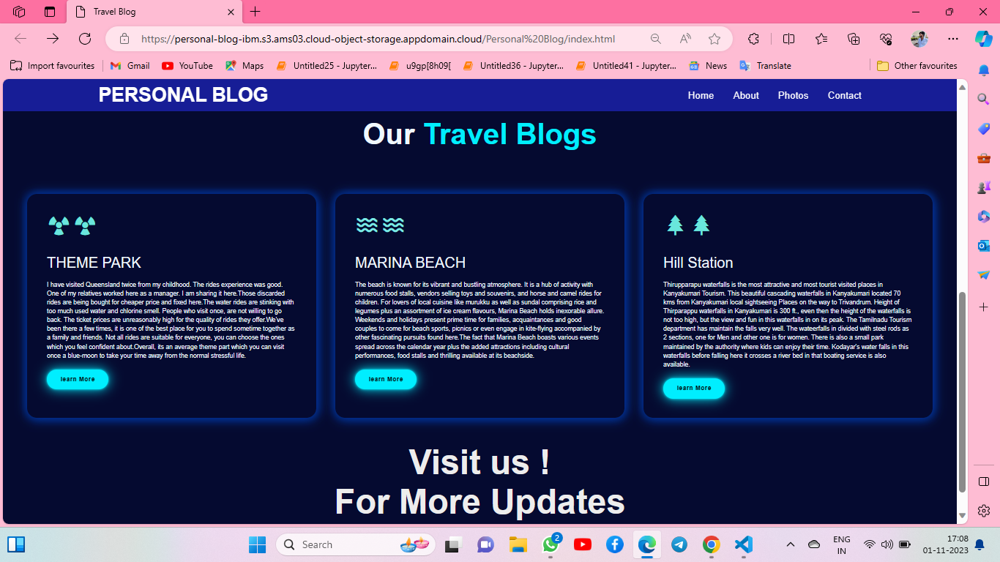 Travel Blog
https://personal-blog-ibm.s3.ams03.cloud-object-storage.appdomain.cloud/Personal%20Blog/index.html
Import favourites Gmail YouTube Maps Untitled25 - Jupyter... u9gp[8h09[ Untitled36 - Jupyter... Untitled41 - Jupyter... News Translate Other favourites
PERSONAL BLOG Home About Photos Contact
Our Travel Blogs
THEME PARK
I have visited Queensland twice from my childhood. The rides experience was good.
One of my relatives worked here as a manager. I am sharing it here.Those discarded
rides are being bought for cheaper price and fixed here.The water rides are stinking with
too much used water and chlorine smell. People who visit once, are not willing to go
back. The ticket prices are unreasonably high for the quality of rides they offer.We've
been there a few times, it is one of the best place for you to spend sometime together as
a family and friends. Not all rides are suitable for everyone, you can choose the ones
which you feel confident about.Overall, its an average theme park which you can visit
once a blue-moon to take your time away from the normal stressful life.
learn More
MARINA BEACH
The beach is known for its vibrant and bustling atmosphere. It is a hub of activity with
numerous food stalls, vendors selling toys and souvenirs, and horse and camel rides for
children. For lovers of local cuisine like murukku as well as sundal comprising rice and
legumes plus an assortment of ice cream flavours, Marina Beach holds inexorable allure.
Weekends and holidays present prime time for families, acquaintances and good
couples to come for beach sports, picnics or even engage in kite-flying accompanied by
other fascinating pursuits found here.The fact that Marina Beach boasts various events
spread across the calendar year plus the added attractions including cultural
performances, food stalls and thrilling available at its beachside.
learn More
Hill Station
Thirupparapu waterfalls is the most attractive and most tourist visited places in
Kanyakumari Tourism. This beautiful cascading waterfalls in Kanyakumari located 70
kms from Kanyakumari local sightseeing Places on the way to Trivandrum. Height of
Thirparappu waterfalls in Kanyakumari is 300 ft., even then the height of the waterfalls is
not too high, but the view and fun in this waterfalls in on its peak. The Tamilnadu Tourism
department has maintain the falls very well. The wateerfalls in divided with steel rods as
2 sections, one for Men and other one is for women. There is also a small park
maintained by the authority where kids can enjoy their time. Kodayar's water falls in this
waterfalls before falling here it crosses a river bed in that boating service is also
available.
learn More
Visit us !
For More Updates
Search
2
ENG
IN
17:08
01-11-2023